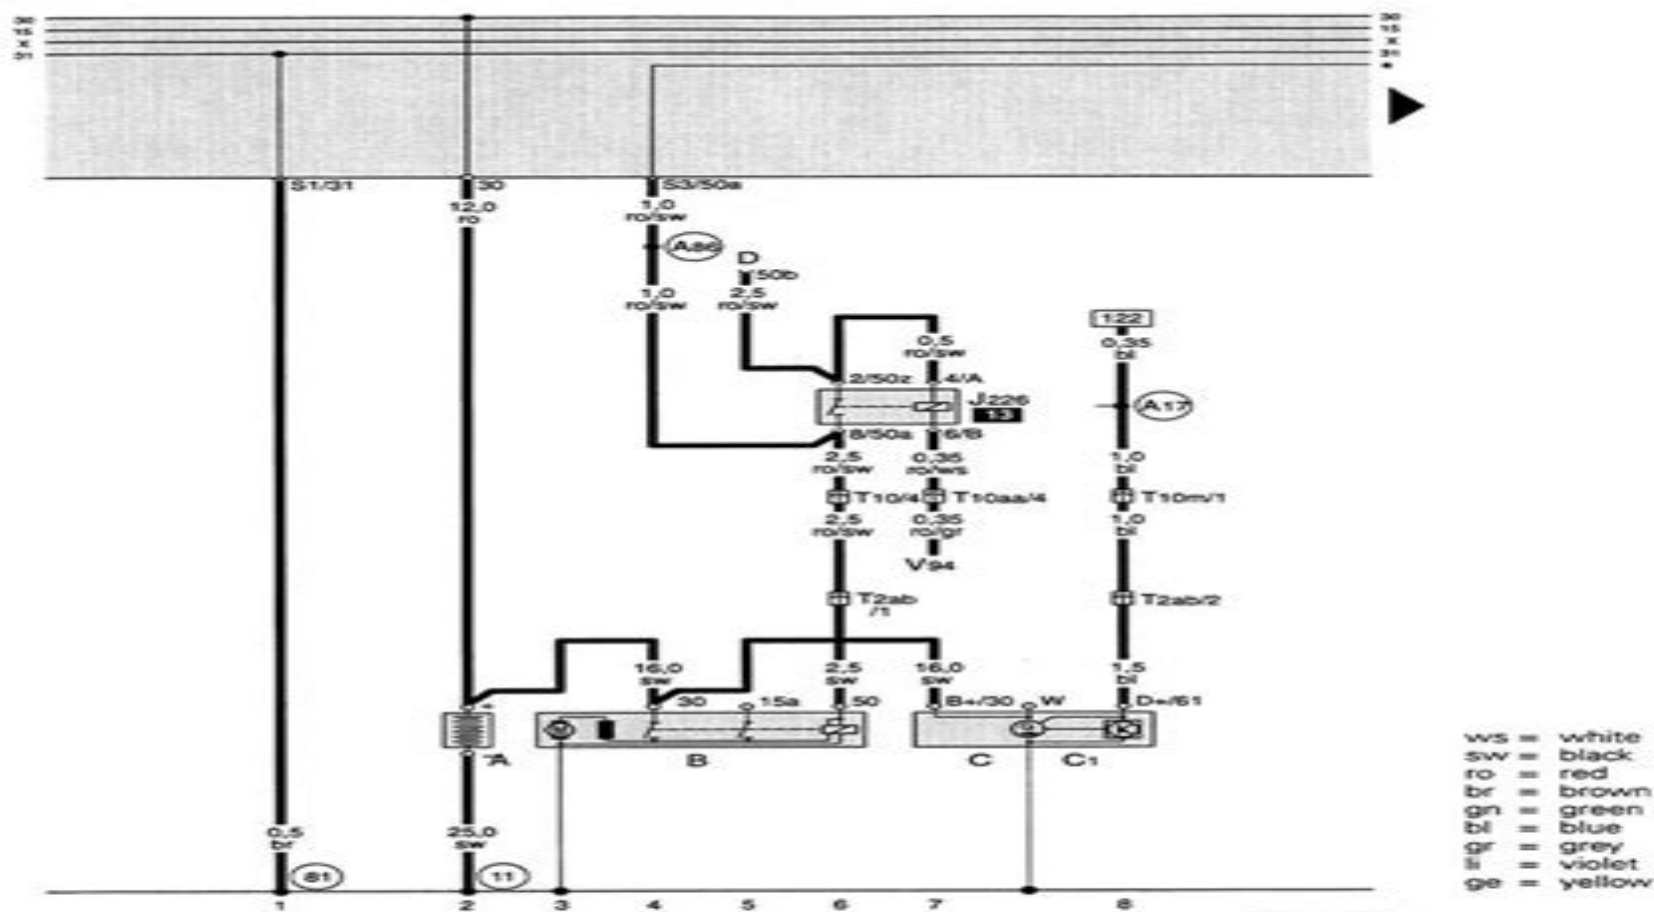 30 30
15 15
X X
31 31
S1/31 30 S3/50a
12,0 1,0
ro ro/sw
A86
D
50b
1,0 2,5
ro/sw ro/sw
122
0,5 0,35
ro/sw bl
2/50z 4/A
J226
13
A17
8/50a 6/B
2,5 0,35 1,0
ro/sw ro/ws bl
T10/4 T10aa/4 T10m/1
2,5 0,35 1,0
ro/sw ro/gr bl
V94
T2ab T2ab/2
/1
16,0 2,5 16,0 1,5
sw sw sw bl
+ 30 15a 50 B+/30 W D+/61
A B C C1
ws = white
sw = black
ro = red
br = brown
gn = green
bl = blue
gr = grey
li = violet
ge = yellow
0,5 25,0
br sw
81 11
1 2 3 4 5 6 7 8